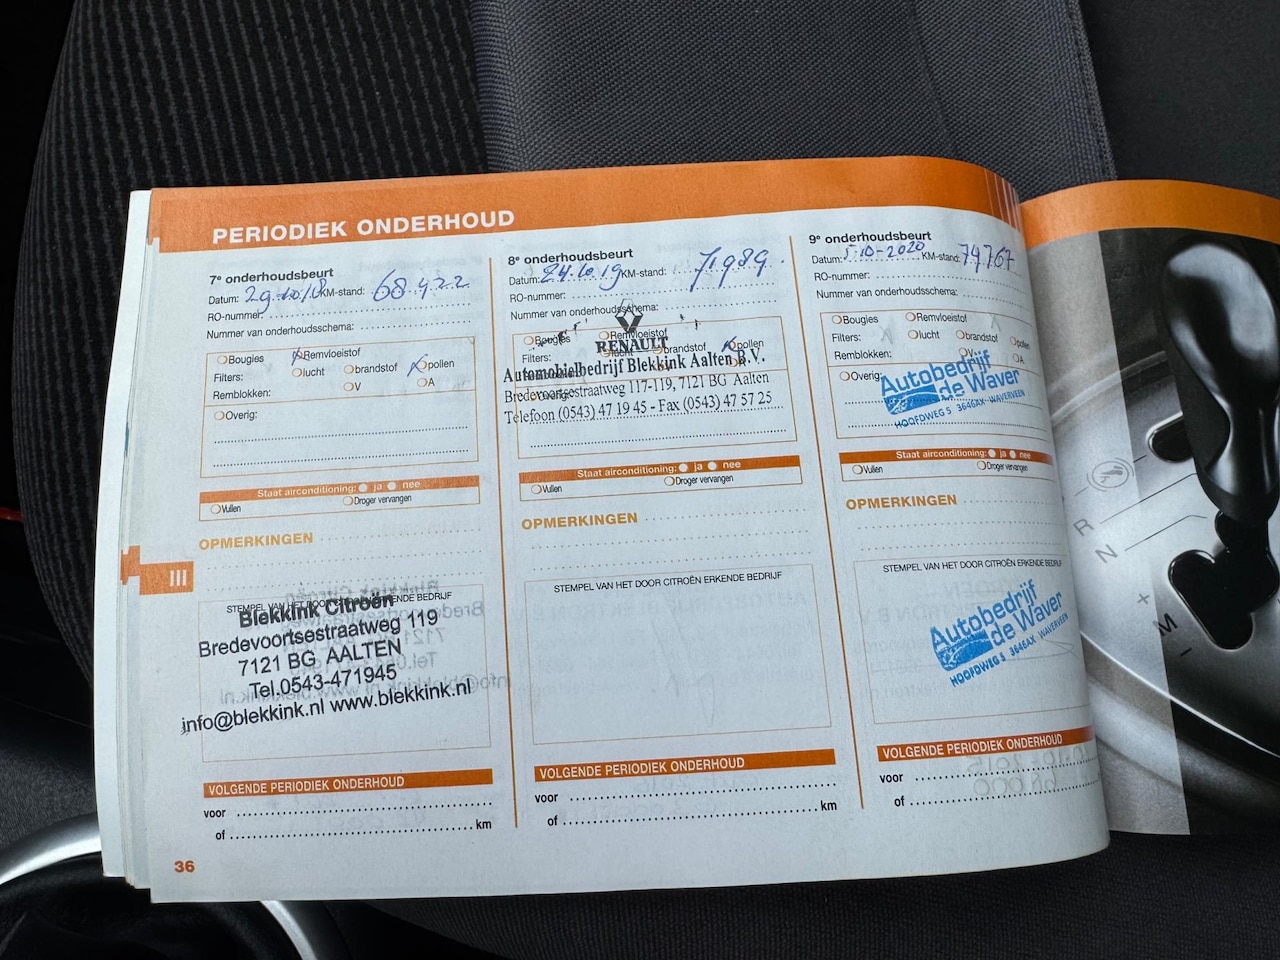 PERIODIEK ONDERHOUD
7e onderhoudsbeurt
Datum: 29.10/18 KM-stand: 68422
RO-nummer:
Nummer van onderhoudsschema:
Bougies Remvloeistof
Filters: lucht brandstof pollen
Remblokken: V A
Overig:
Staat airconditioning: ja nee
Vullen Droger vervangen
OPMERKINGEN
STEMPEL VAN HET DOOR CITROËN ERKENDE BEDRIJF
Blekkink Citroën
Bredevoortsestraatweg 119
7121 BG AALTEN
Tel.0543-471945
info@blekkink.nl www.blekkink.nl
VOLGENDE PERIODIEK ONDERHOUD
voor
of km
8e onderhoudsbeurt
Datum: 24.10.19 KM-stand: 71989
RO-nummer:
Nummer van onderhoudsschema:
Bougies Remvloeistof
RENAULT
Filters: lucht brandstof pollen
Automobielbedrijf Blekkink Aalten B.V.
Bredevoortsestraatweg 117-119, 7121 BG Aalten
Telefoon (0543) 47 19 45 - Fax (0543) 47 57 25
Staat airconditioning: ja nee
Vullen Droger vervangen
OPMERKINGEN
STEMPEL VAN HET DOOR CITROËN ERKENDE BEDRIJF
VOLGENDE PERIODIEK ONDERHOUD
voor
of km
9e onderhoudsbeurt
Datum: 5-10-2020 KM-stand: 74767
RO-nummer:
Nummer van onderhoudsschema:
Bougies Remvloeistof
Filters: lucht brandstof pollen
Remblokken: V A
Overig:
Autobedrijf
de Waver
HOOFDWEG 5 3646AX WAVERVEEN
Staat airconditioning: ja nee
Vullen Droger vervangen
OPMERKINGEN
STEMPEL VAN HET DOOR CITROËN ERKENDE BEDRIJF
Autobedrijf
de Waver
HOOFDWEG 5 3646AX WAVERVEEN
VOLGENDE PERIODIEK ONDERHOUD
voor
of
III
36
R
N
+
M
-